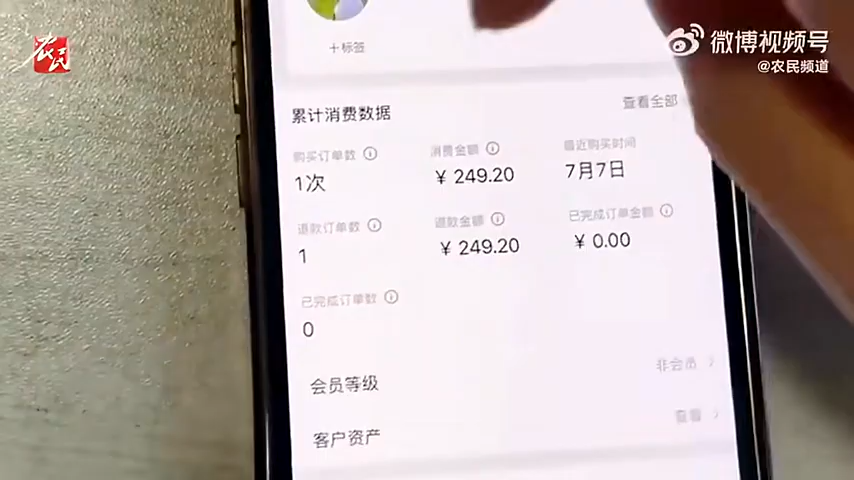 农民
微博视频号
@农民频道
+标签
累计消费数据
查看全部
购买订单数
消费金额
最近购买时间
1次
¥ 249.20
7月7日
退款订单数
退款金额
已完成订单金额
1
¥ 249.20
¥ 0.00
已完成订单数
0
会员等级
非会员
客户资产
查看